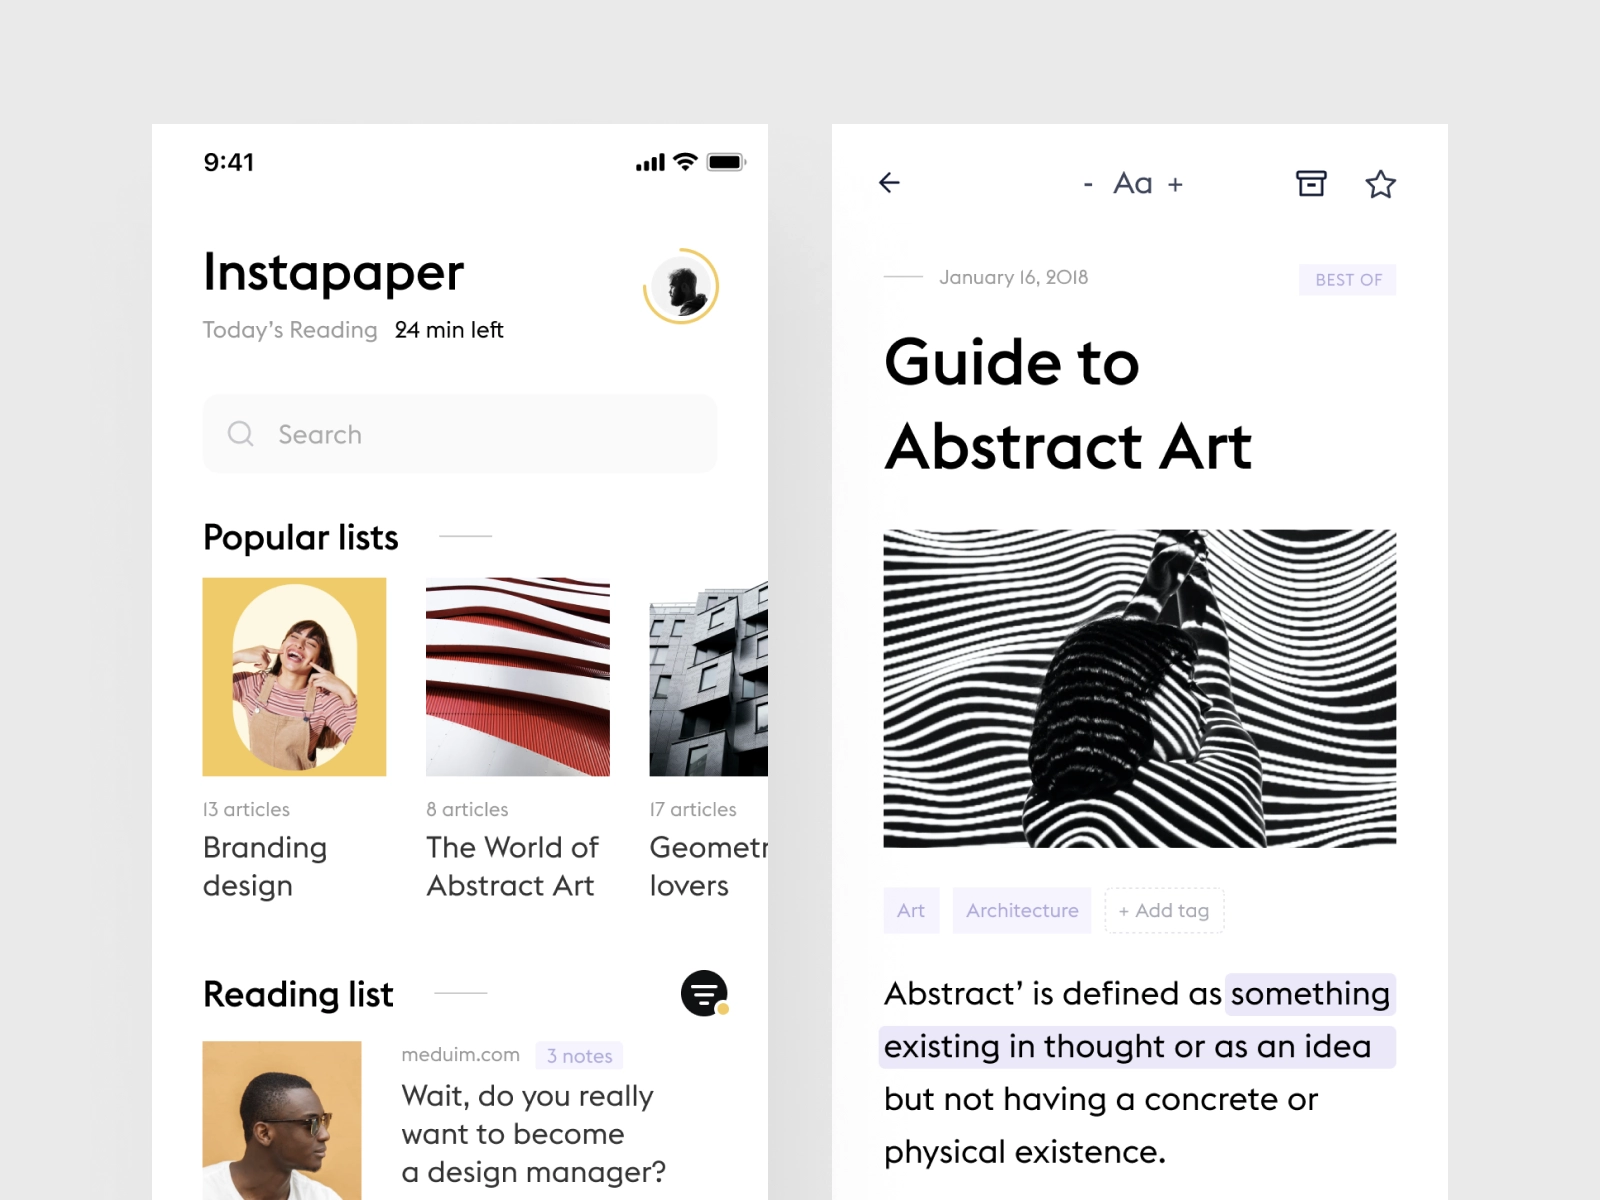 9:41
Instapaper
Today's Reading 24 min left
Search
Popular lists
13 articles
Branding
design
8 articles
The World of
Abstract Art
17 articles
Geometr
lovers
Reading list
meduim.com 3 notes
Wait, do you really
want to become
a design manager?
- Aa +
January 16, 2018 BEST OF
Guide to
Abstract Art
Art Architecture + Add tag
Abstract’ is defined as something
existing in thought or as an idea
but not having a concrete or
physical existence.